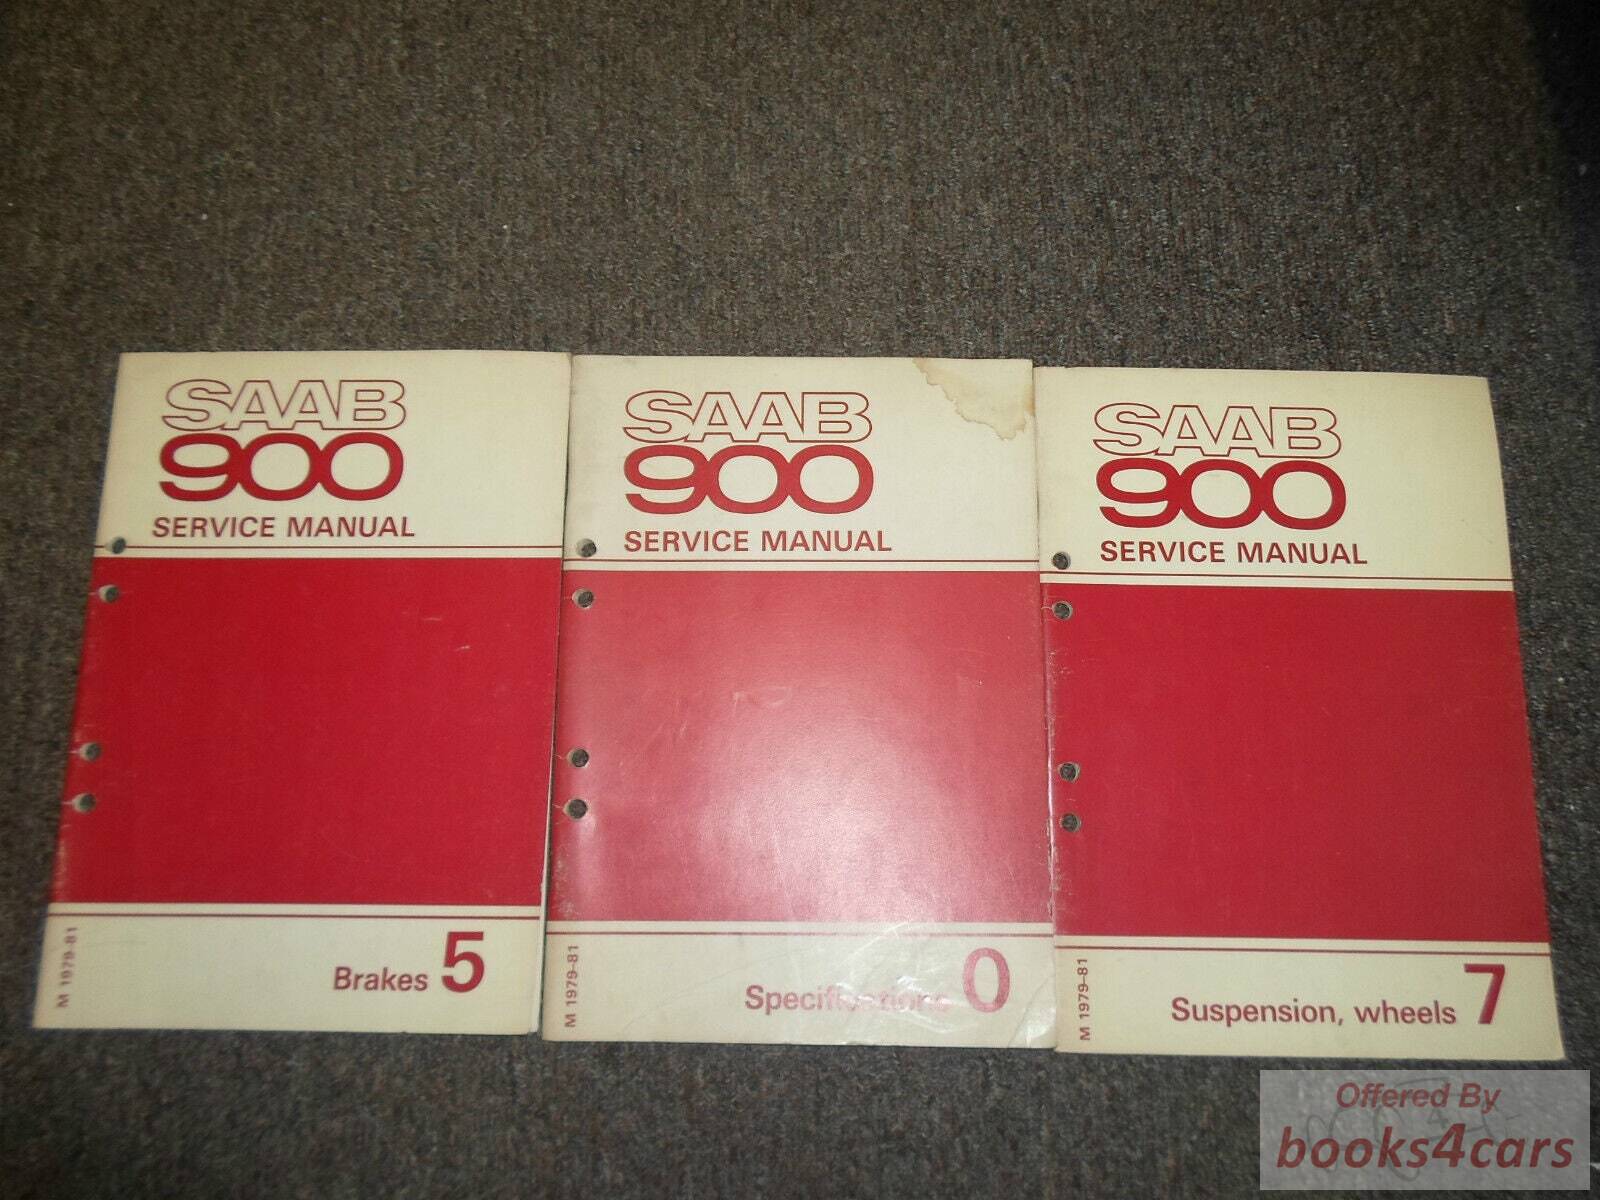 SAAB
900
SERVICE MANUAL
M 1979-81
Brakes 5
SAAB
900
SERVICE MANUAL
M 1979-81
Specifications 0
SAAB
900
SERVICE MANUAL
M 1979-81
Suspension, wheels 7
Offered By
books4cars